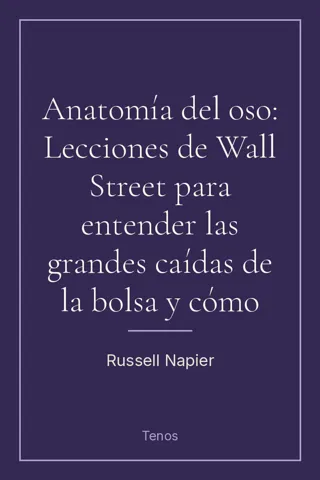 Anatomía del oso:
Lecciones de Wall
Street para
entender las
grandes caídas de
la bolsa y cómo
Russell Napier
Tenos